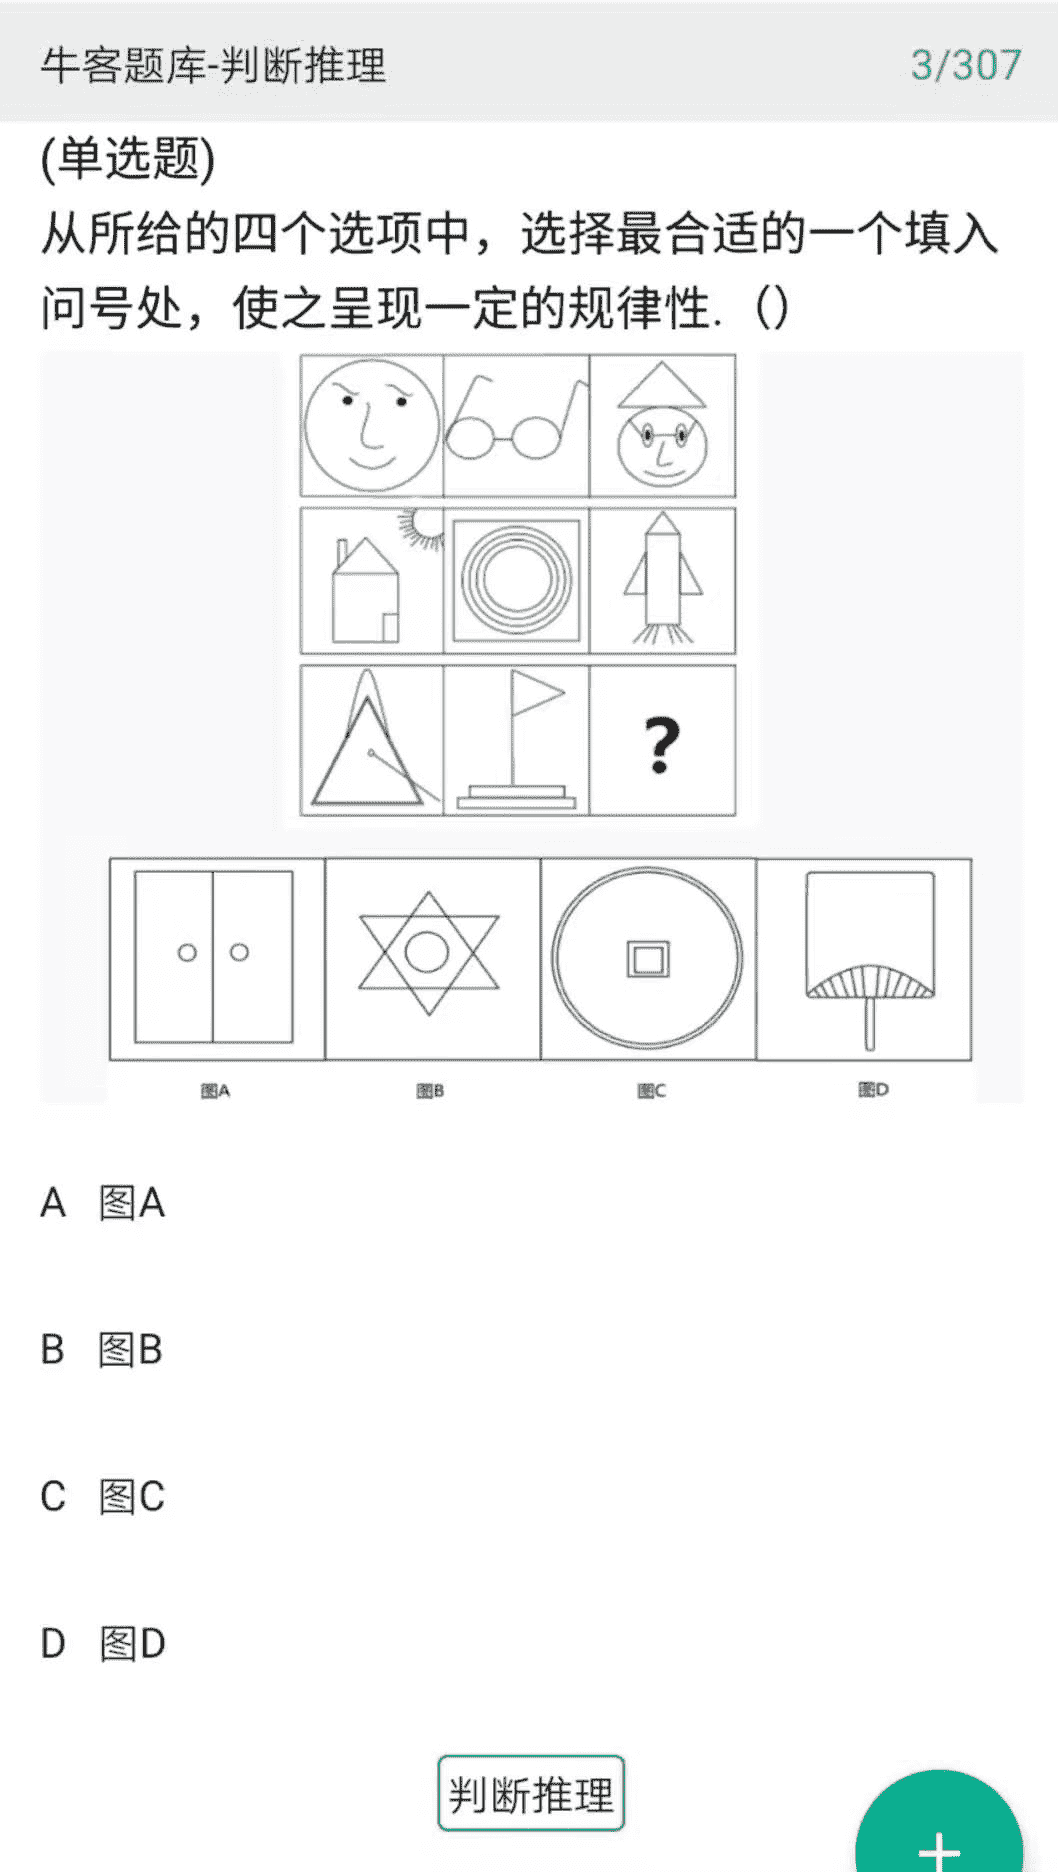 牛客题库-判断推理
3/307
(单选题)
从所给的四个选项中，选择最合适的一个填入
问号处，使之呈现一定的规律性.（）
?
图A 图B 图C 图D
A 图A
B 图B
C 图C
D 图D
判断推理
+